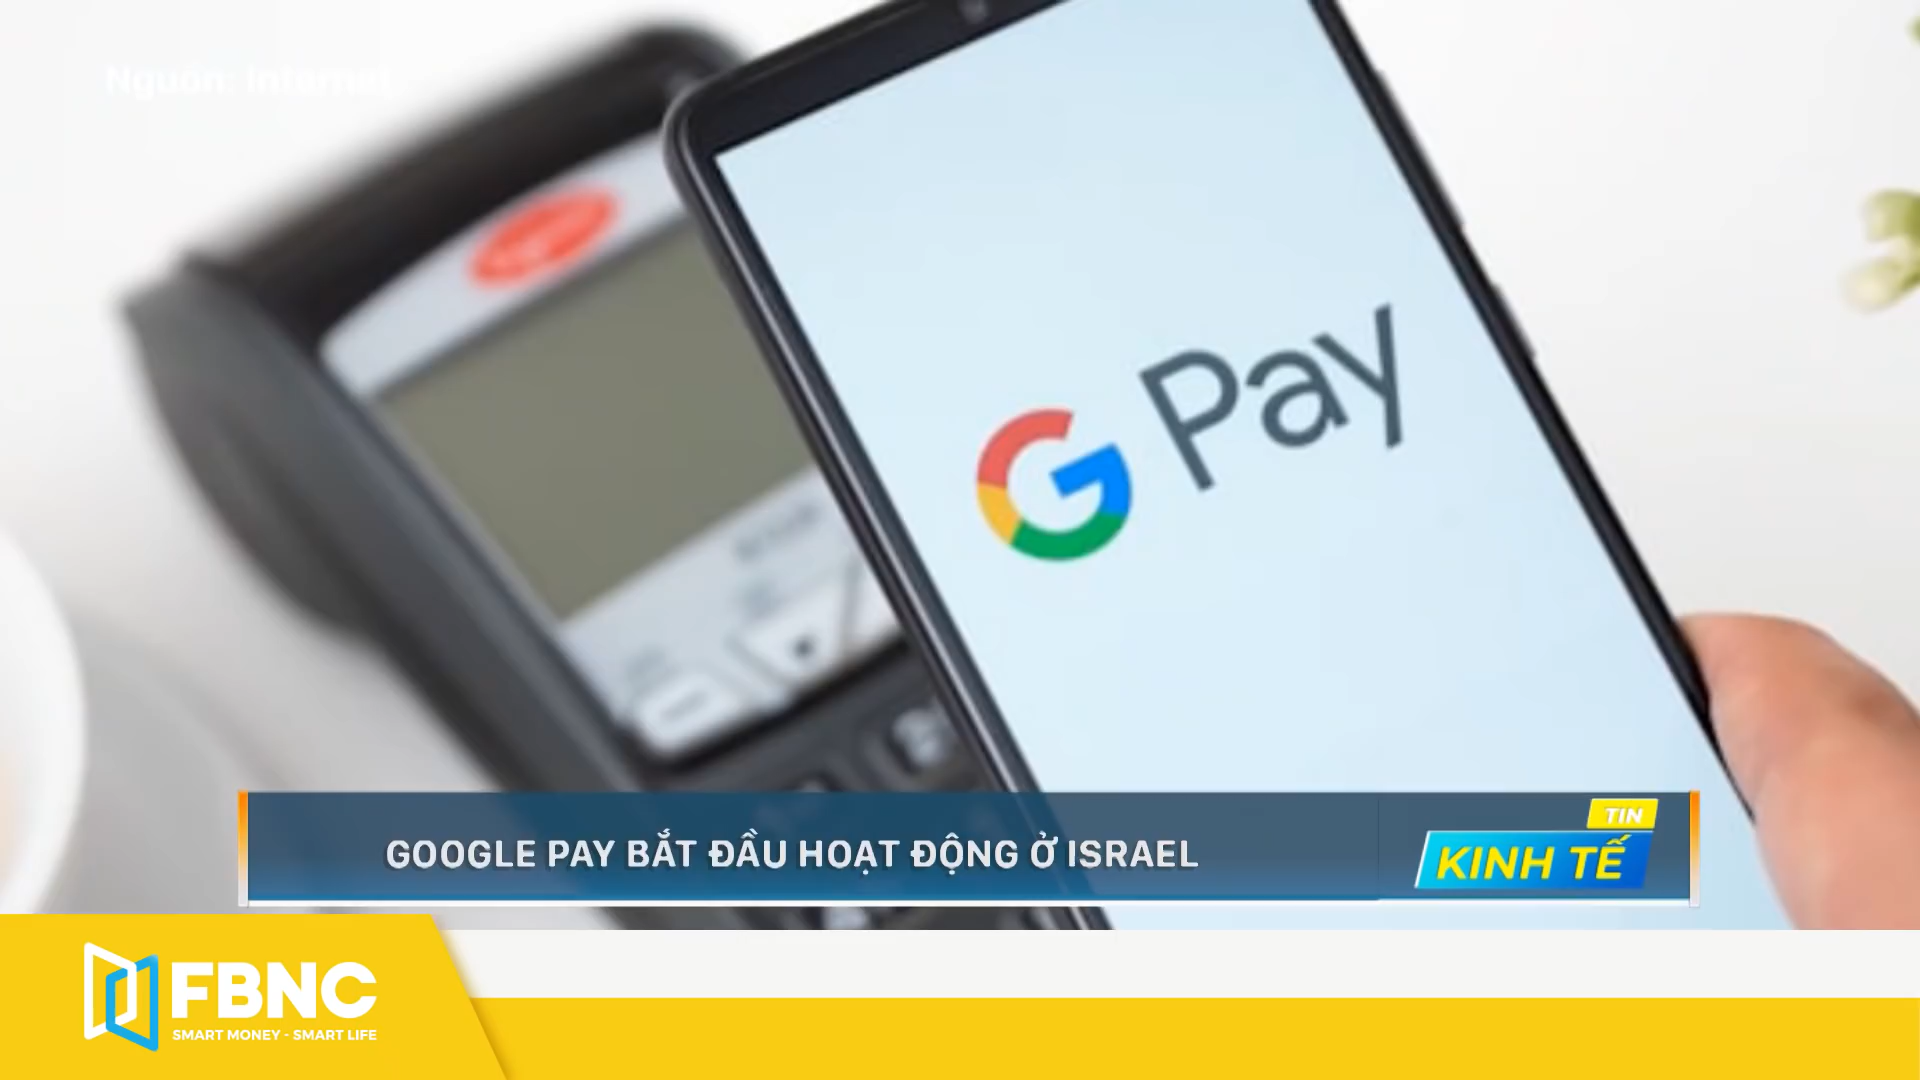 Nguồn: Internet
G Pay
GOOGLE PAY BẮT ĐẦU HOẠT ĐỘNG Ở ISRAEL
TIN
KINH TẾ
FBNC
SMART MONEY - SMART LIFE